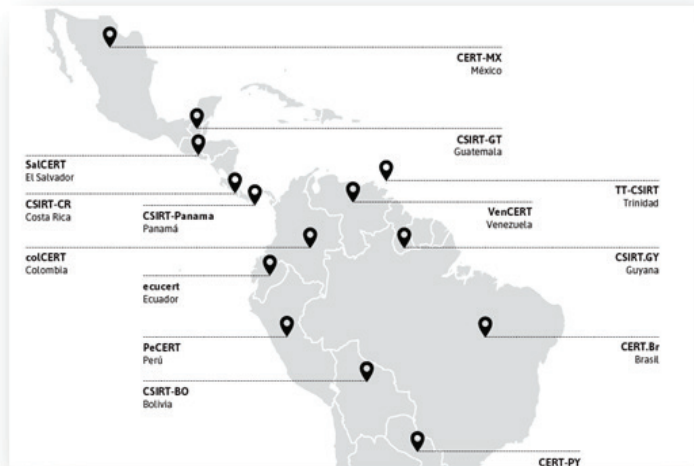 CERT-MX
México
CSIRT-GT
Guatemala
SalCERT
El Salvador
TT-CSIRT
Trinidad
CSIRT-CR
Costa Rica
CSIRT-Panama
Panamá
VenCERT
Venezuela
colCERT
Colombia
CSIRT.GY
Guyana
ecucert
Ecuador
PeCERT
Perú
CERT.Br
Brasil
CSIRT-BO
Bolivia
CERT-PY